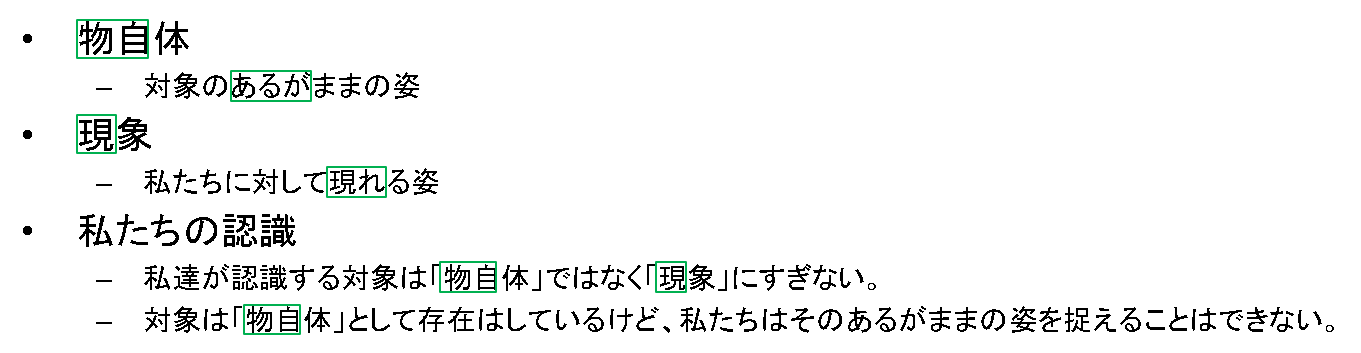 • 物自体
– 対象のあるがままの姿
• 現象
– 私たちに対して現れる姿
• 私たちの認識
– 私達が認識する対象は「物自体」ではなく「現象」にすぎない。
– 対象は「物自体」として存在はしているけど、私たちはそのあるがままの姿を捉えることはできない。